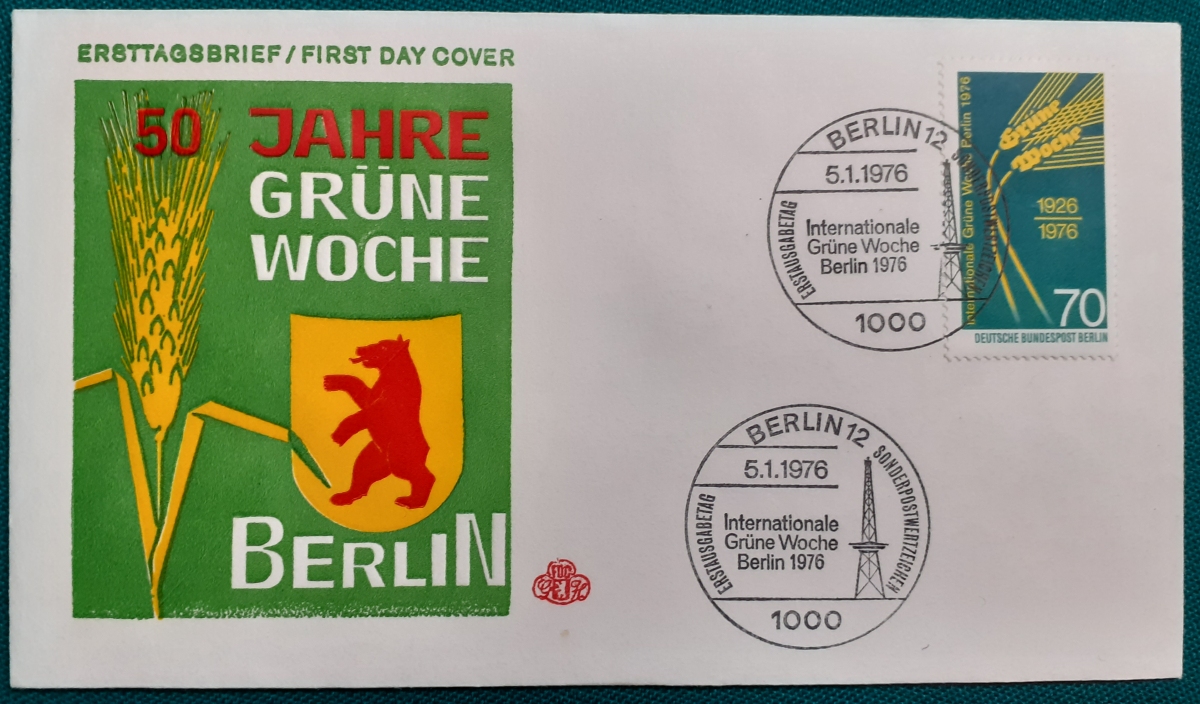 ERSTTAGSBRIEF / FIRST DAY COVER
50 JAHRE
GRÜNE
WOCHE
BERLIN
BERLIN 12
5.1.1976
ERSTAUSGABETAG
Internationale
Grüne Woche
Berlin 1976
SONDERPOSTWERTZEICHEN
1000
Internationale Grüne Woche Berlin 1976
Grüne
Woche
1926
1976
70
DEUTSCHE BUNDESPOST BERLIN
BERLIN 12
5.1.1976
ERSTAUSGABETAG
Internationale
Grüne Woche
Berlin 1976
SONDERPOSTWERTZEICHEN
1000